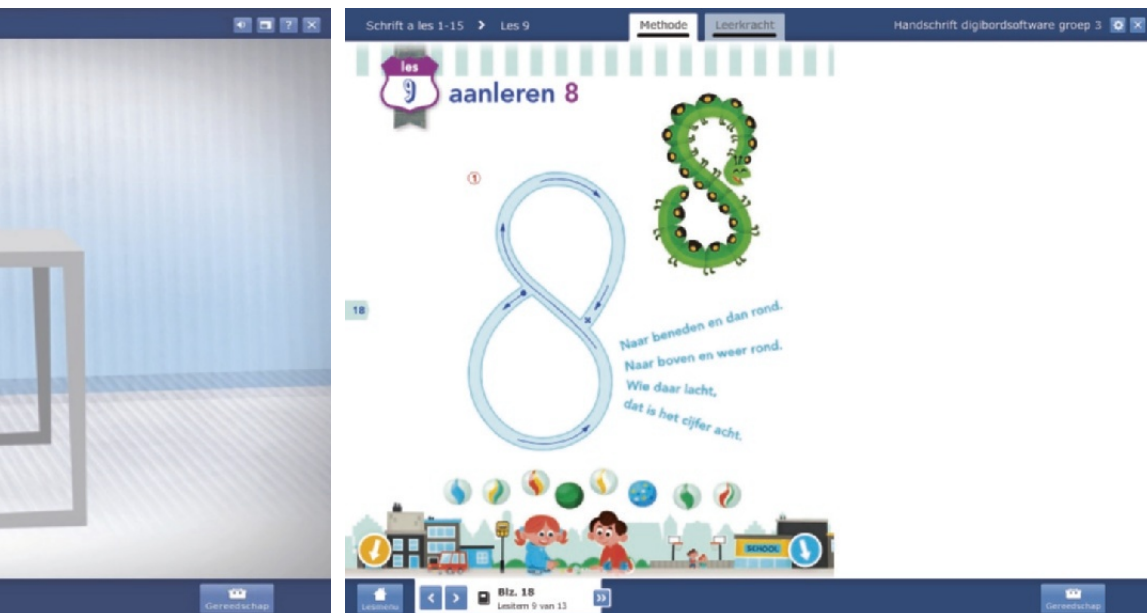 ?
Gereedschap
Schrift a les 1-15 > Les 9
Methode
Leerkracht
Handschrift digibordsoftware groep 3
les
9
aanleren 8
1
18
Naar beneden en dan rond.
Naar boven en weer rond.
Wie daar lacht,
dat is het cijfer acht.
SCHOOL
Lesmenu
Blz. 18
Lesitem 9 van 13
Gereedschap